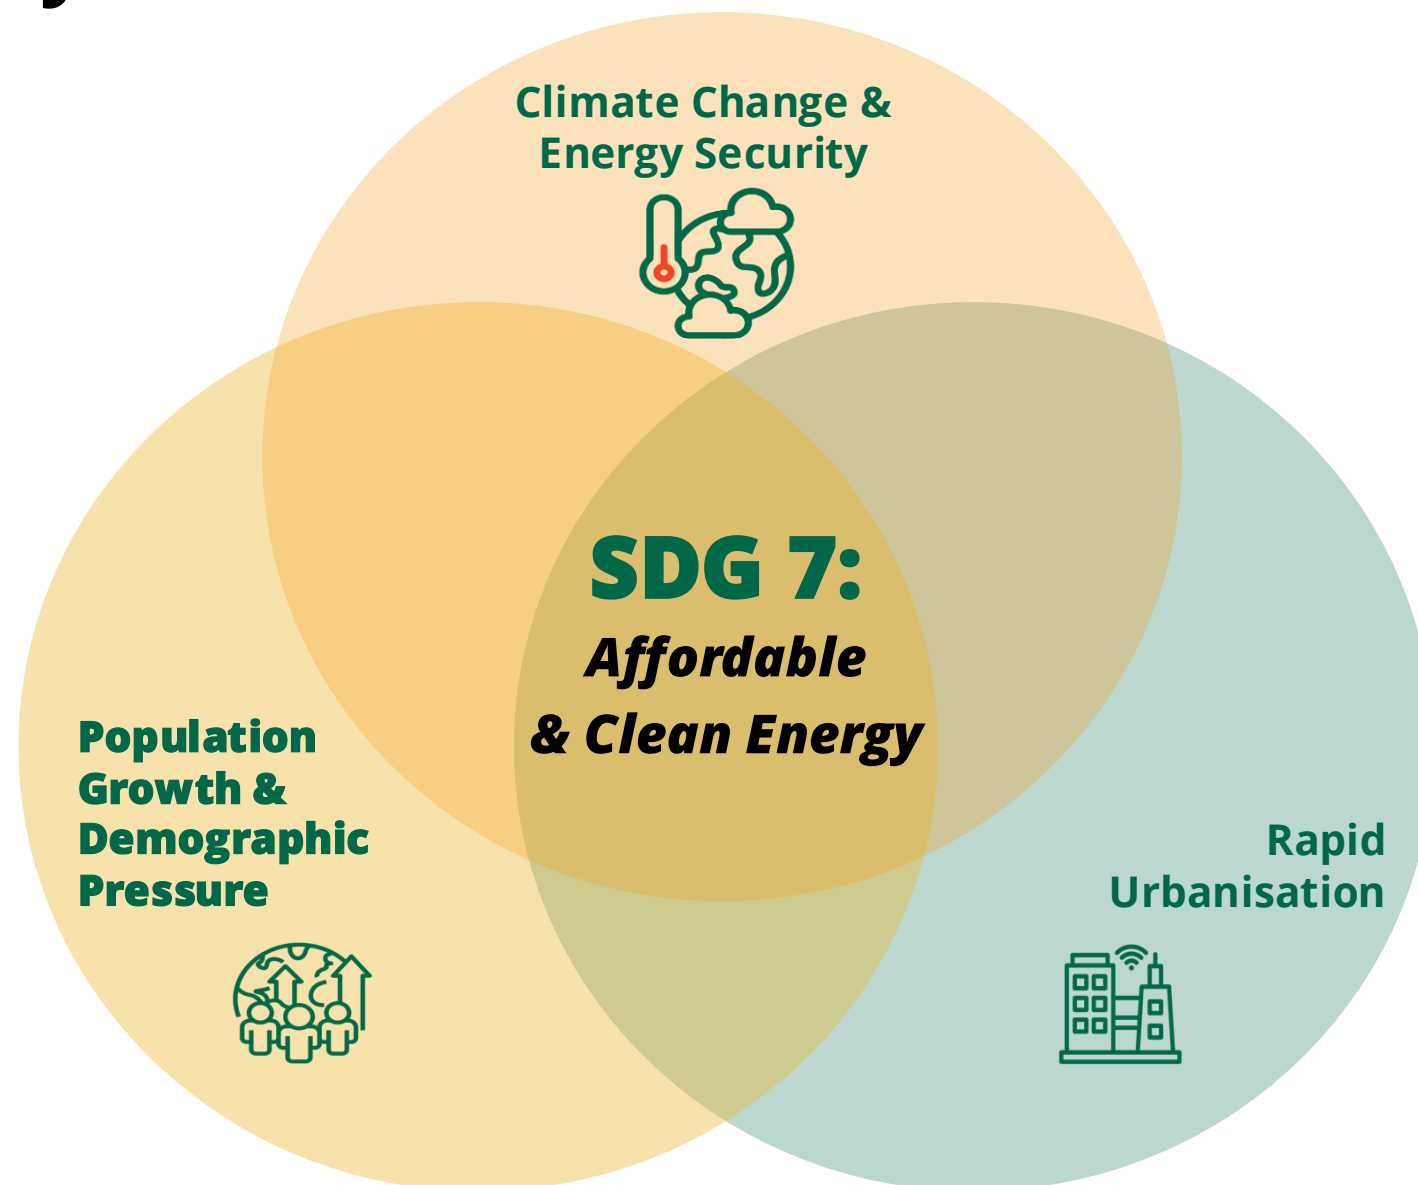 Climate Change &
Energy Security
SDG 7:
Affordable
& Clean Energy
Population
Growth &
Demographic
Pressure
Rapid
Urbanisation